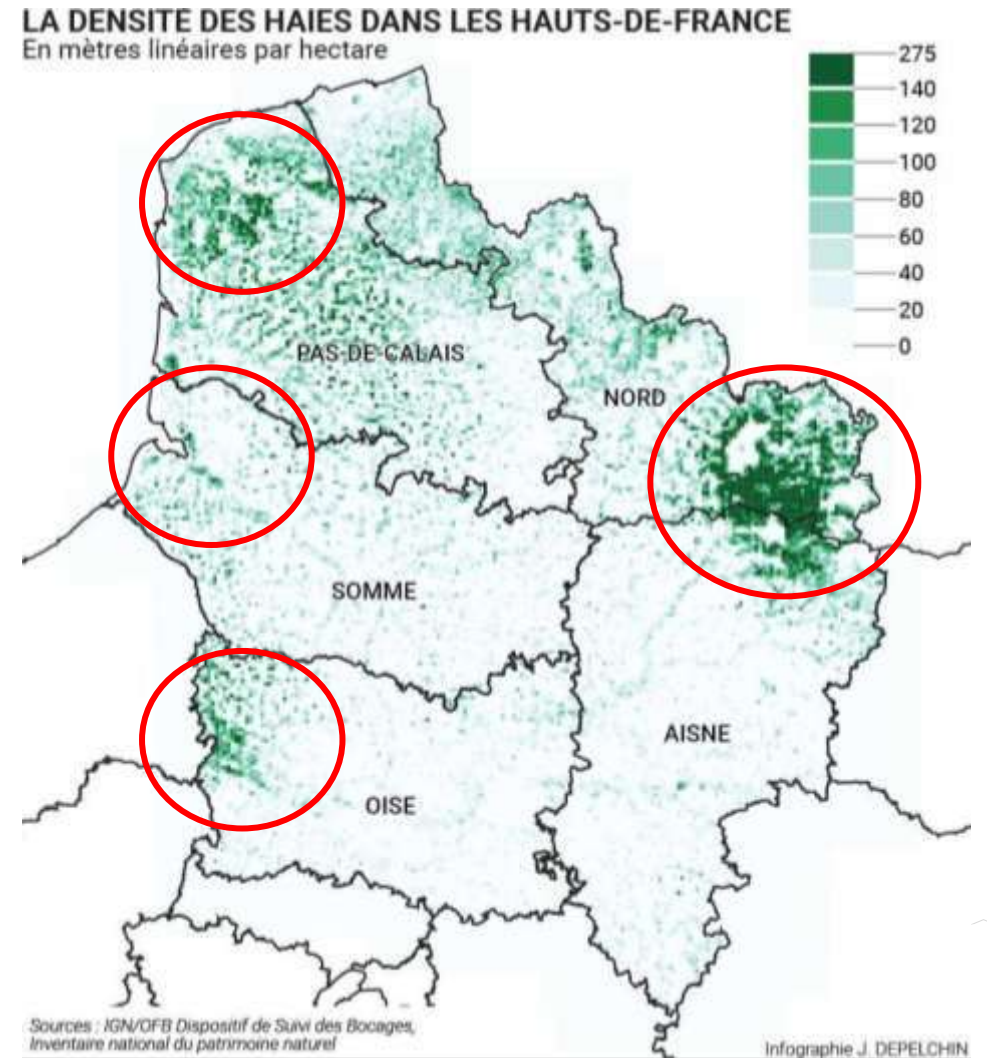 LA DENSITE DES HAIES DANS LES HAUTS-DE-FRANCE
En mètres linéaires par hectare
275
140
120
100
80
60
40
20
0
PAS-DE-CALAIS
NORD
SOMME
AISNE
OISE
Sources : IGN/OFB Dispositif de Suivi des Bocages,
Inventaire national du patrimoine naturel
Infographie J. DEPELCHIN